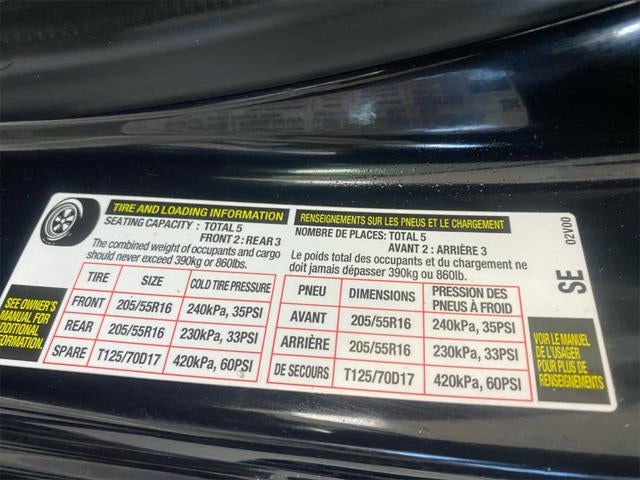 TIRE AND LOADING INFORMATION
SEATING CAPACITY : TOTAL 5
FRONT 2 : REAR 3
The combined weight of occupants and cargo
should never exceed 390kg or 860lbs.
TIRE SIZE COLD TIRE PRESSURE
FRONT 205/55R16 240kPa, 35PSI
REAR 205/55R16 230kPa, 33PSI
SPARE T125/70D17 420kPa, 60PSI
SEE OWNER'S
MANUAL FOR
ADDITIONAL
INFORMATION
RENSEIGNEMENTS SUR LES PNEUS ET LE CHARGEMENT
NOMBRE DE PLACES: TOTAL 5
AVANT 2 : ARRIÈRE 3
Le poids total des occupants et du chargement ne
doit jamais dépasser 390kg ou 860lb.
PNEU DIMENSIONS PRESSION DES
PNEUS À FROID
AVANT 205/55R16 240kPa, 35PSI
ARRIÈRE 205/55R16 230kPa, 33PSI
DE SECOURS T125/70D17 420kPa, 60PSI
VOIR LE MANUEL
DE L'USAGER
POUR PLUS DE
RENSEIGNEMENTS
SE
02V00